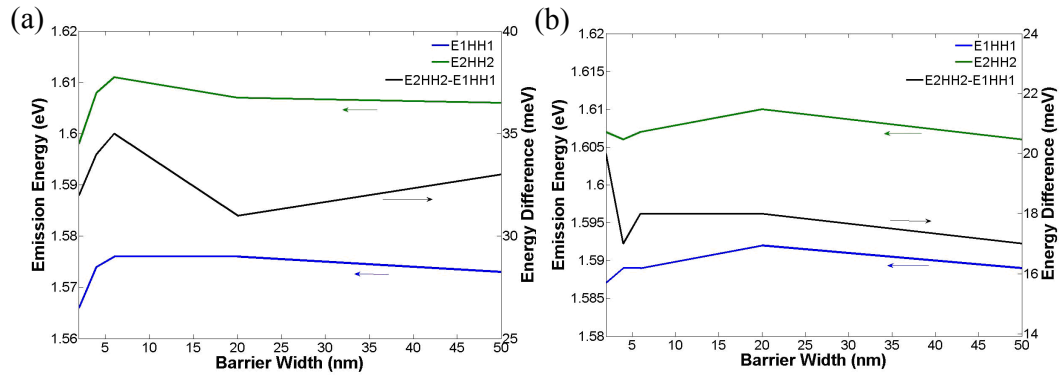 (a)
Emission Energy (eV)
1.62
1.61
1.6
1.59
1.58
1.57
1.56
E1HH1
E2HH2
E2HH2-E1HH1
40
35
30
29
25
Energy Difference (meV)
5 10 15 20 25 30 35 40 45 50
Barrier Width (nm)
(b)
Emission Energy (eV)
1.62
1.615
1.61
1.605
1.6
1.595
1.59
1.585
1.58
E1HH1
E2HH2
E2HH2-E1HH1
24
22
20
18
16
14
Energy Difference (meV)
5 10 15 20 25 30 35 40 45 50
Barrier Width (nm)